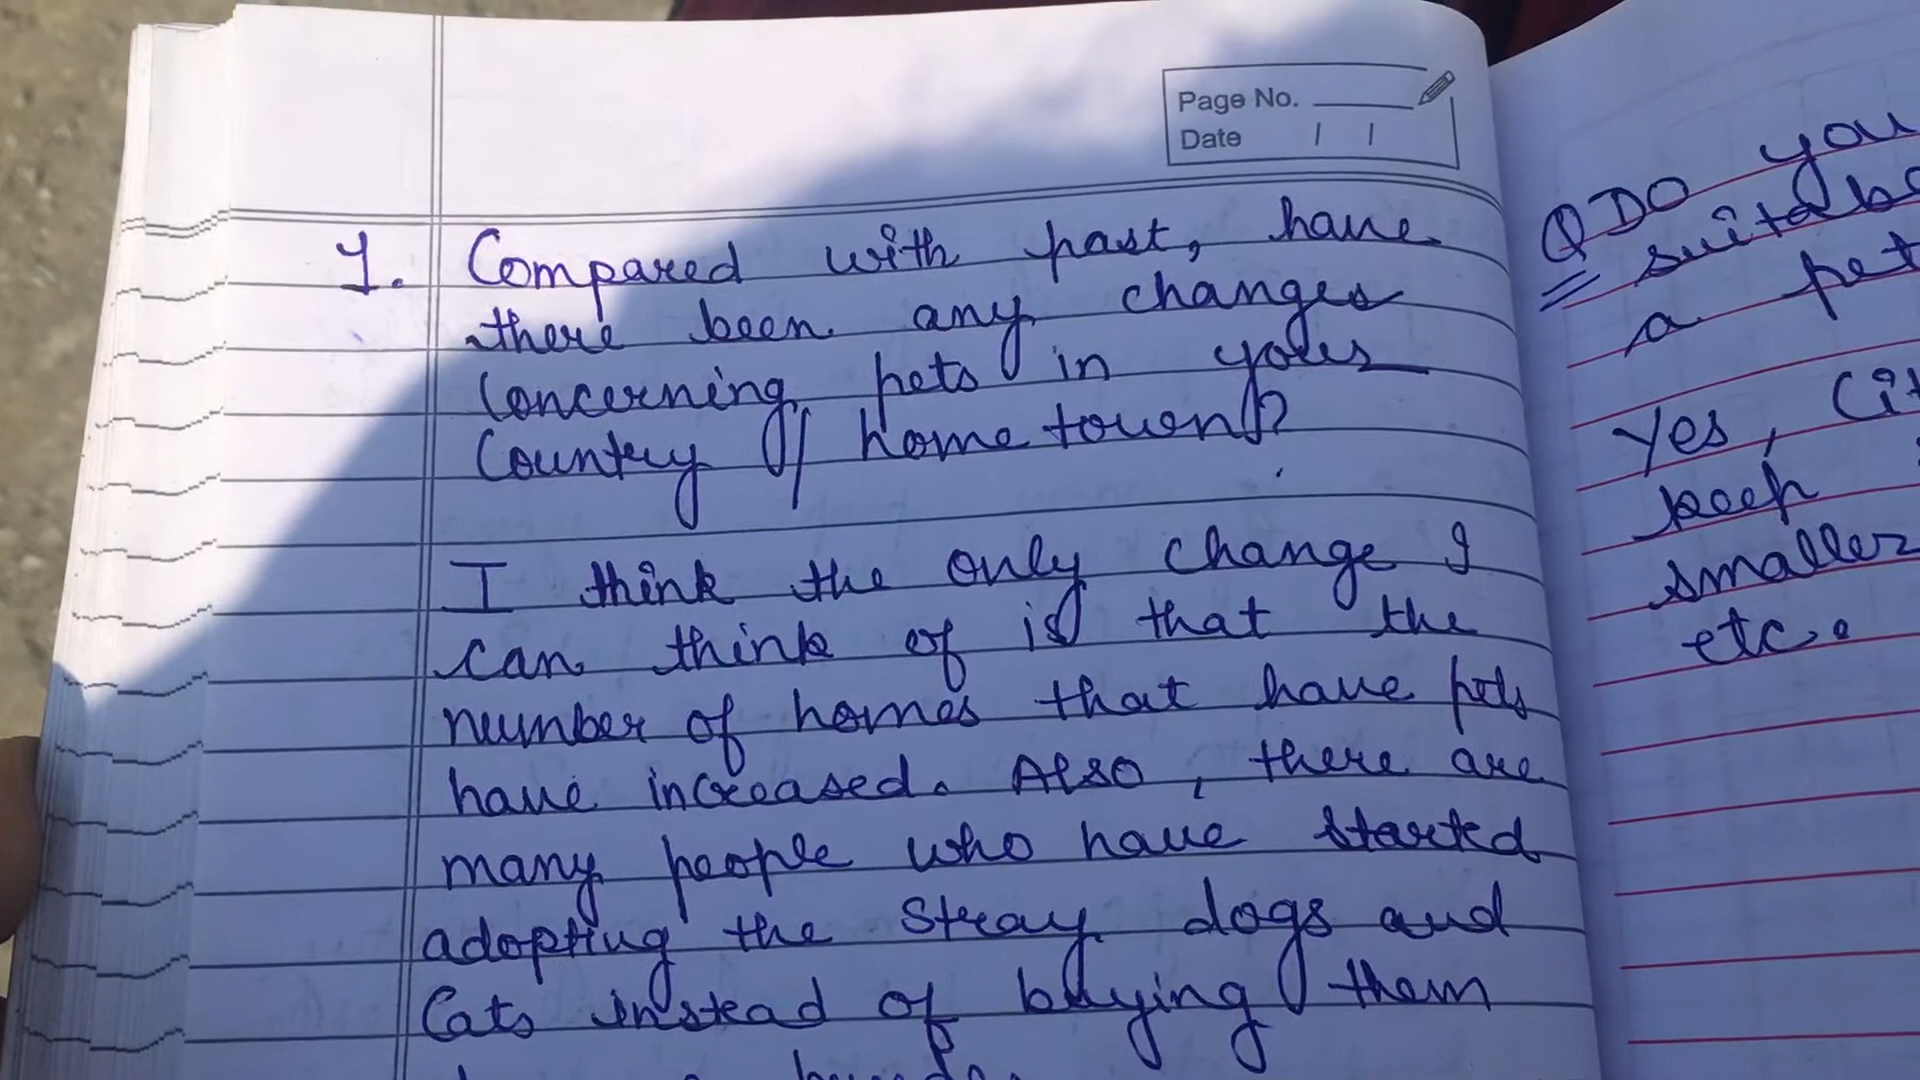 Page No.
Date / /
1. Compared with past, have
there been any changes
concerning pets in your
Country / hometown?
I think the only change I
can think of is that the
number of homes that have pets
have increased. Also, there are
many people who have started
adopting the stray dogs and
Cats instead of buying them
Q Do you
a pet
Yes,
keep
smaller
etc.